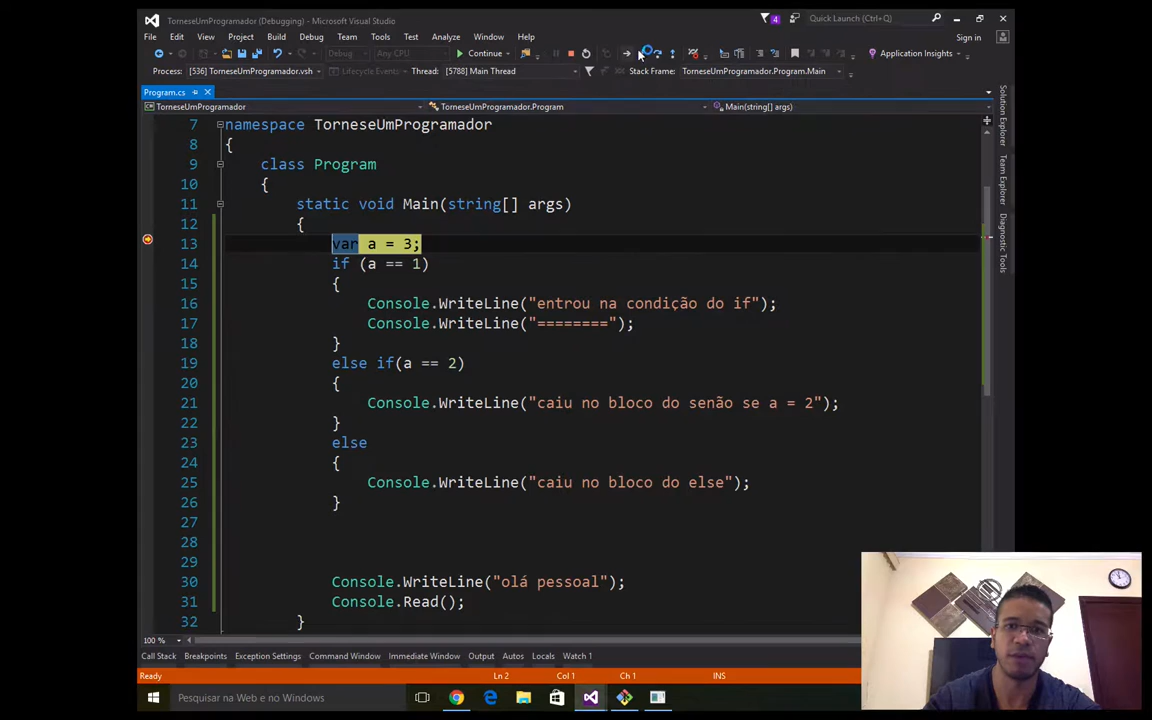 TorneseUmProgramador (Debugging) - Microsoft Visual Studio
4
Quick Launch (Ctrl+Q)
File Edit View Project Build Debug Team Tools Test Analyze Window Help
Sign in
Debug Any CPU Continue Application Insights
Process: [536] TorneseUmProgramador.vsh Lifecycle Events Thread: [5788] Main Thread Stack Frame: TorneseUmProgramador.Program.Main
Program.cs
TorneseUmProgramador TorneseUmProgramador.Program Main(string[] args)
7 namespace TorneseUmProgramador
8 {
9 class Program
10 {
11 static void Main(string[] args)
12 {
13 var a = 3;
14 if (a == 1)
15 {
16 Console.WriteLine("entrou na condição do if");
17 Console.WriteLine("========");
18 }
19 else if(a == 2)
20 {
21 Console.WriteLine("caiu no bloco do senão se a = 2");
22 }
23 else
24 {
25 Console.WriteLine("caiu no bloco do else");
26 }
27
28
29
30 Console.WriteLine("olá pessoal");
31 Console.Read();
32 }
Solution Explorer
Team Explorer
Diagnostic Tools
100 %
Call Stack Breakpoints Exception Settings Command Window Immediate Window Output Autos Locals Watch 1
Ready Ln 2 Col 1 Ch 1 INS
Pesquisar na Web e no Windows